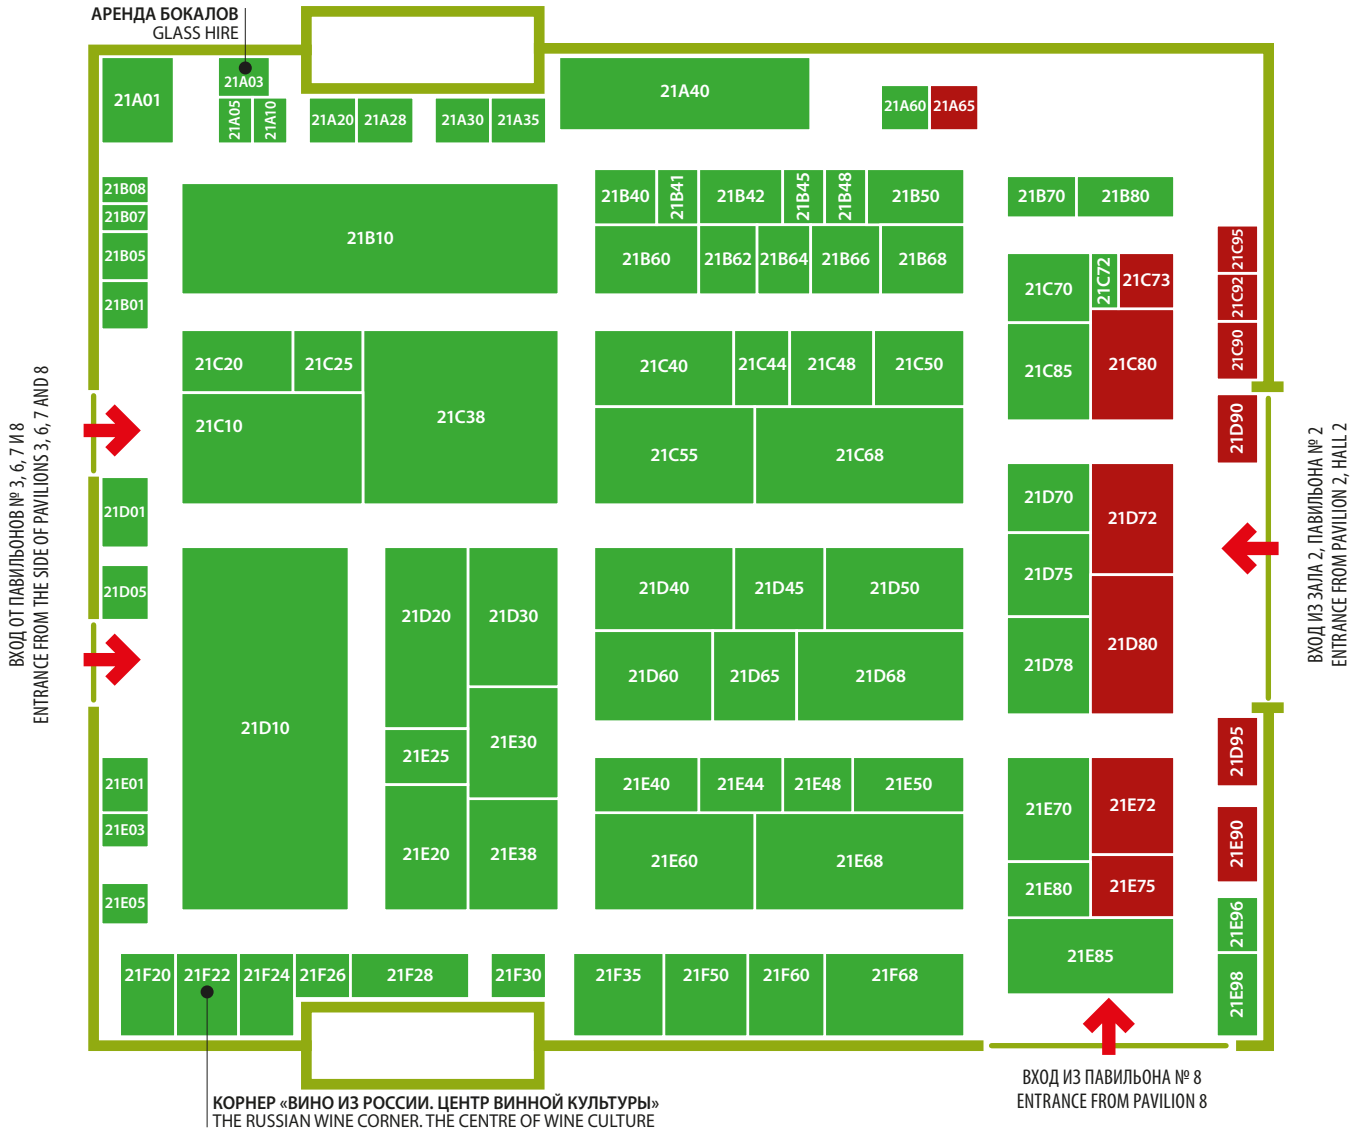 АРЕНДА БОКАЛОВ
GLASS HIRE
21A01
21A03
21A05
21A10
21A20
21A28
21A30
21A35
21A40
21A60
21A65
21B08
21B07
21B05
21B01
21B10
21B40
21B41
21B42
21B45
21B48
21B50
21B60
21B62
21B64
21B66
21B68
21B70
21B80
21C95
21C92
21C90
21C70
21C72
21C73
21C85
21C80
21C20
21C25
21C38
21C10
21C40
21C44
21C48
21C50
21C55
21C68
21D90
ВХОД ОТ ПАВИЛЬОНОВ № 3, 6, 7 И 8
ENTRANCE FROM THE SIDE OF PAVILIONS 3, 6, 7 AND 8
ВХОД ИЗ ЗАЛА 2, ПАВИЛЬОНА № 2
ENTRANCE FROM PAVILION 2, HALL 2
21D01
21D05
21D10
21D20
21D30
21D40
21D45
21D50
21D60
21D65
21D68
21D70
21D72
21D75
21D78
21D80
21D95
21E01
21E03
21E05
21E25
21E30
21E20
21E38
21E40
21E44
21E48
21E50
21E60
21E68
21E70
21E72
21E80
21E75
21E85
21E90
21E96
21E98
21F20
21F22
21F24
21F26
21F28
21F30
21F35
21F50
21F60
21F68
ВХОД ИЗ ПАВИЛЬОНА № 8
ENTRANCE FROM PAVILION 8
КОРНЕР «ВИНО ИЗ РОССИИ. ЦЕНТР ВИННОЙ КУЛЬТУРЫ»
THE RUSSIAN WINE CORNER. THE CENTRE OF WINE CULTURE